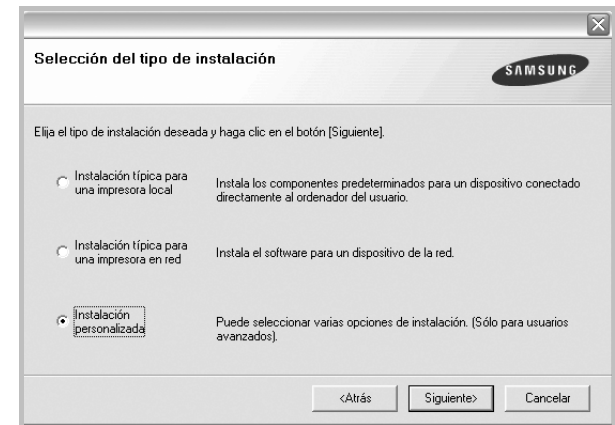 Selección del tipo de instalación
SAMSUNG
Elija el tipo de instalación deseada y haga clic en el botón [Siguiente].
Instalación típica para
una impresora local
Instala los componentes predeterminados para un dispositivo conectado
directamente al ordenador del usuario.
Instalación típica para
una impresora en red
Instala el software para un dispositivo de la red.
Instalación
personalizada
Puede seleccionar varias opciones de instalación. (Sólo para usuarios
avanzados).
<Atrás
Siguiente>
Cancelar